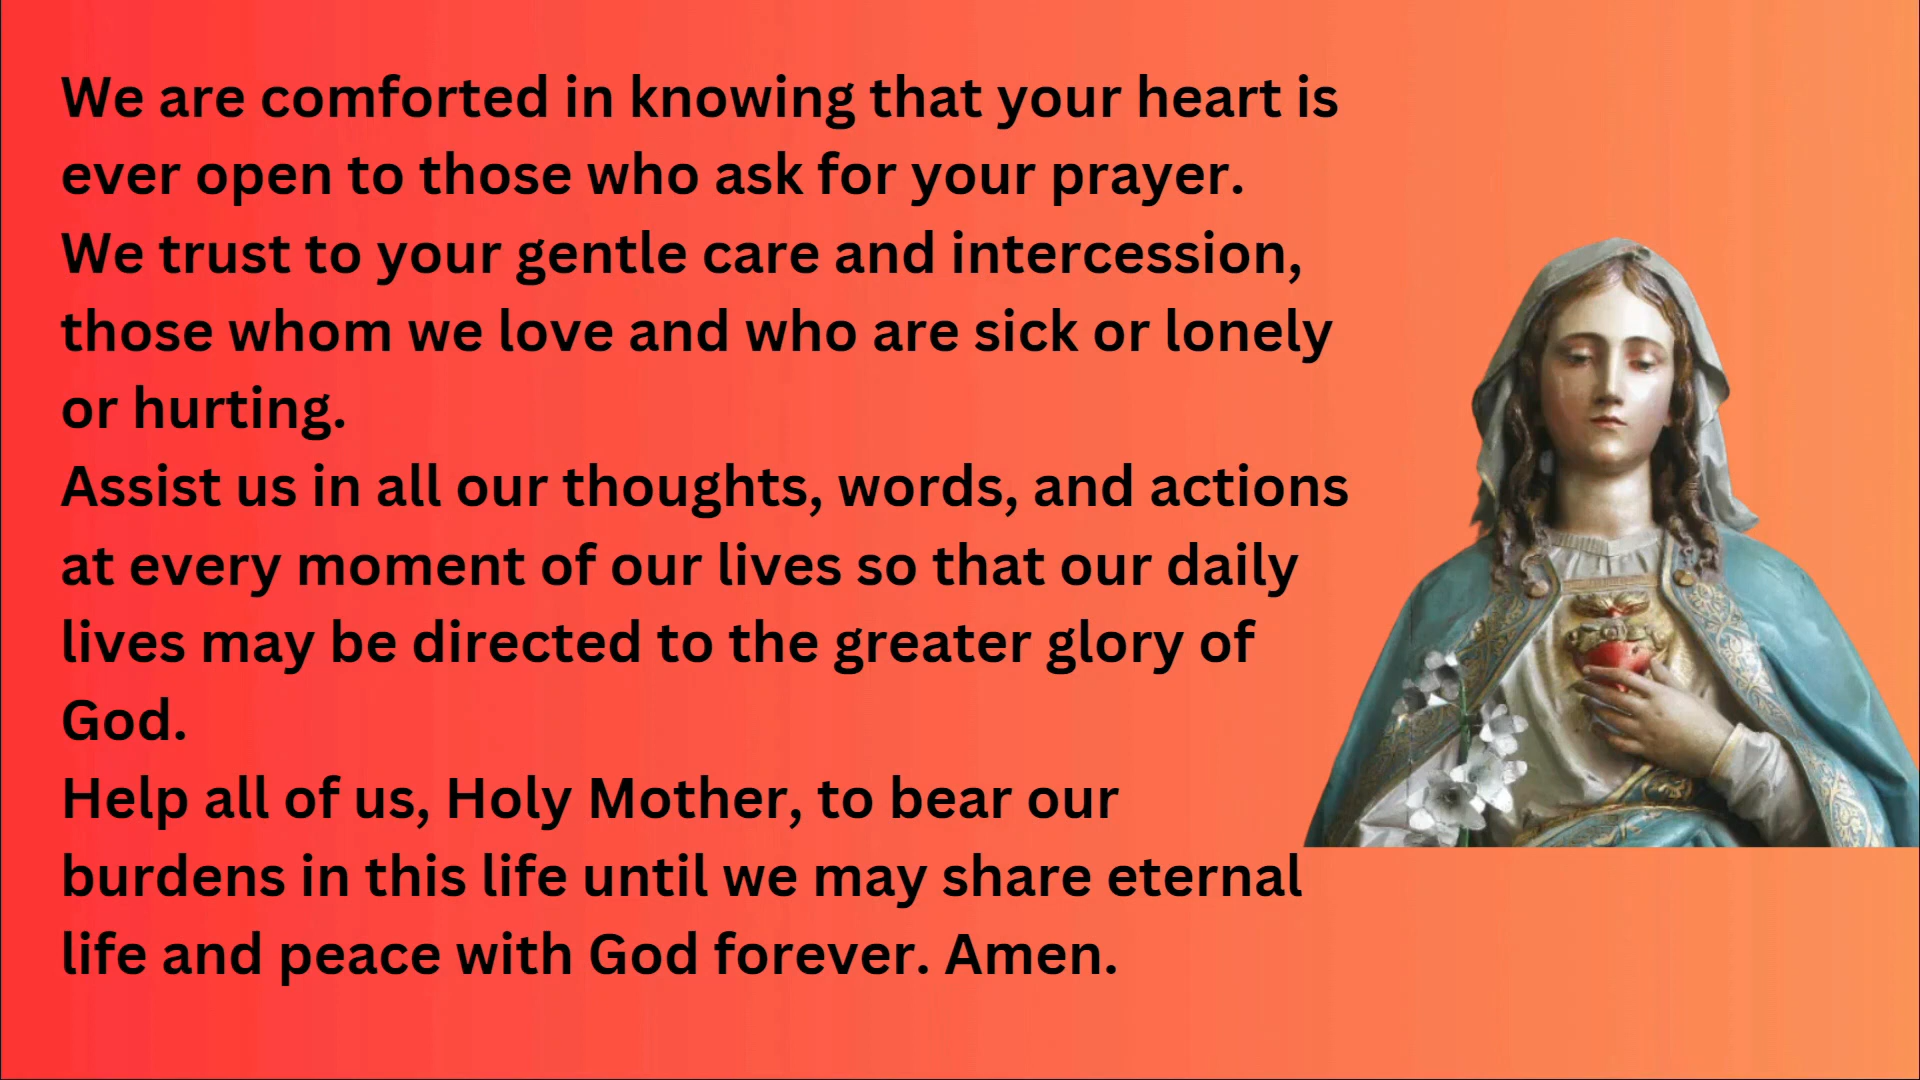 We are comforted in knowing that your heart is
ever open to those who ask for your prayer.
We trust to your gentle care and intercession,
those whom we love and who are sick or lonely
or hurting.
Assist us in all our thoughts, words, and actions
at every moment of our lives so that our daily
lives may be directed to the greater glory of
God.
Help all of us, Holy Mother, to bear our
burdens in this life until we may share eternal
life and peace with God forever. Amen.